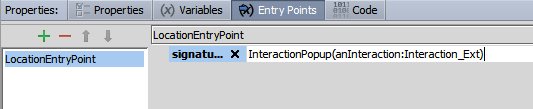 Properties: Properties Variables Entry Points Code
LocationEntryPoint
LocationEntryPoint
signatu... InteractionPopup(anInteraction:Interaction_Ext)